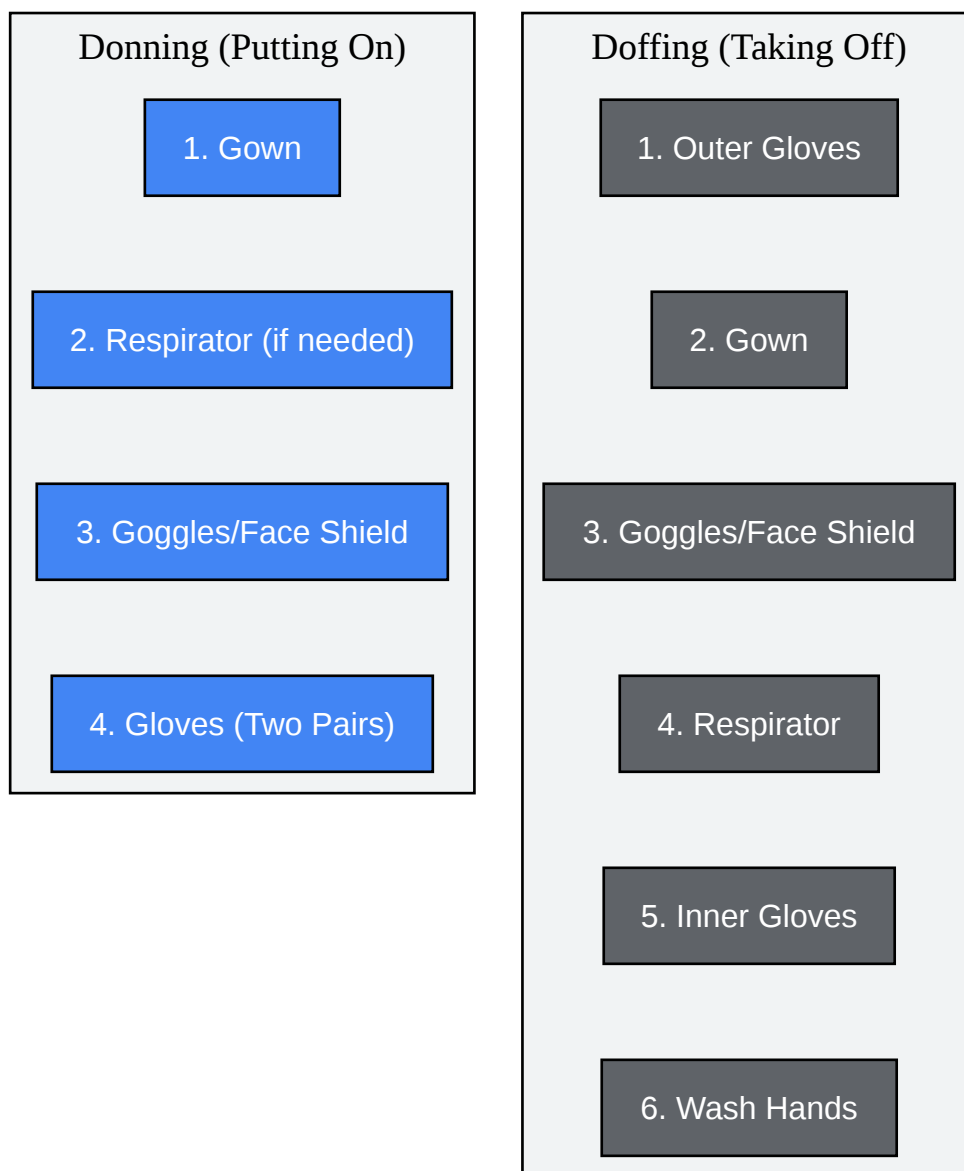 Donning (Putting On)
1. Gown
2. Respirator (if needed)
3. Goggles/Face Shield
4. Gloves (Two Pairs)
Doffing (Taking Off)
1. Outer Gloves
2. Gown
3. Goggles/Face Shield
4. Respirator
5. Inner Gloves
6. Wash Hands